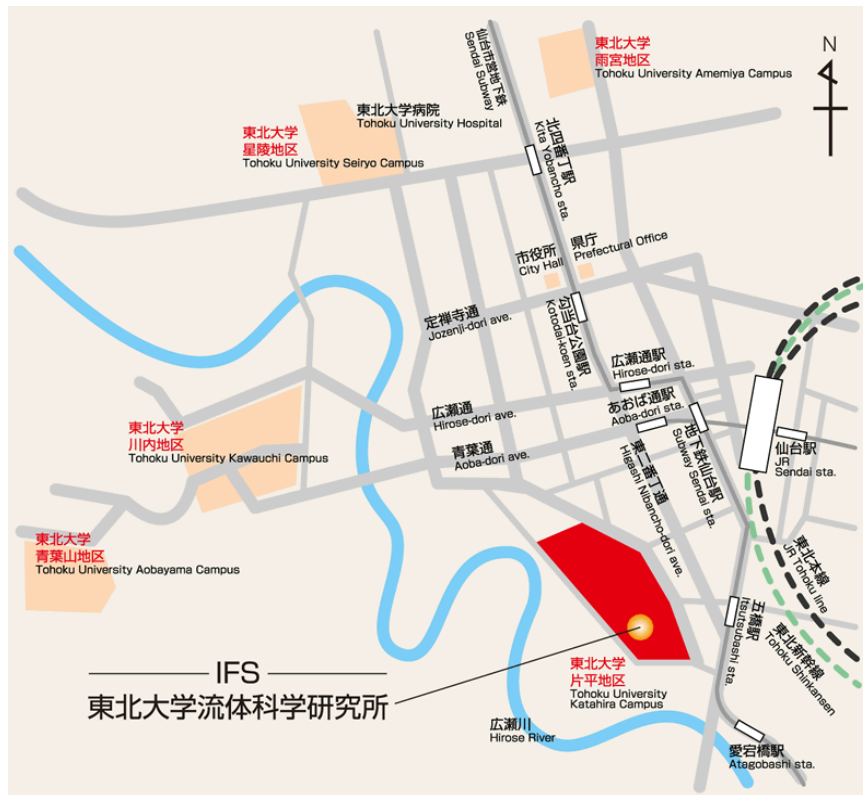 仙台市営地下鉄
Sendai Subway
東北大学
雨宮地区
Tohoku University Amemiya Campus
N
東北大学病院
Tohoku University Hospital
東北大学
星陵地区
Tohoku University Seiryo Campus
北四番丁駅
Kita Yobancho sta.
市役所
City Hall
県庁
Prefectural Office
定禅寺通
Jozenji-dori ave.
勾当台公園駅
Kotodai-koen sta.
広瀬通駅
Hirose-dori sta.
広瀬通
Hirose-dori ave.
あおば通駅
Aoba-dori sta.
東北大学
川内地区
Tohoku University Kawauchi Campus
青葉通
Aoba-dori ave.
東二番丁通
Higashi Nibancho-dori ave.
地下鉄仙台駅
Subway Sendai sta.
仙台駅
JR
Sendai sta.
東北大学
青葉山地区
Tohoku University Aobayama Campus
東北本線
JR Tohoku line
五橋駅
Itsutsubashi sta.
東北新幹線
Tohoku Shinkansen
IFS
東北大学流体科学研究所
東北大学
片平地区
Tohoku University
Katahira Campus
広瀬川
Hirose River
愛宕橋駅
Atagobashi sta.